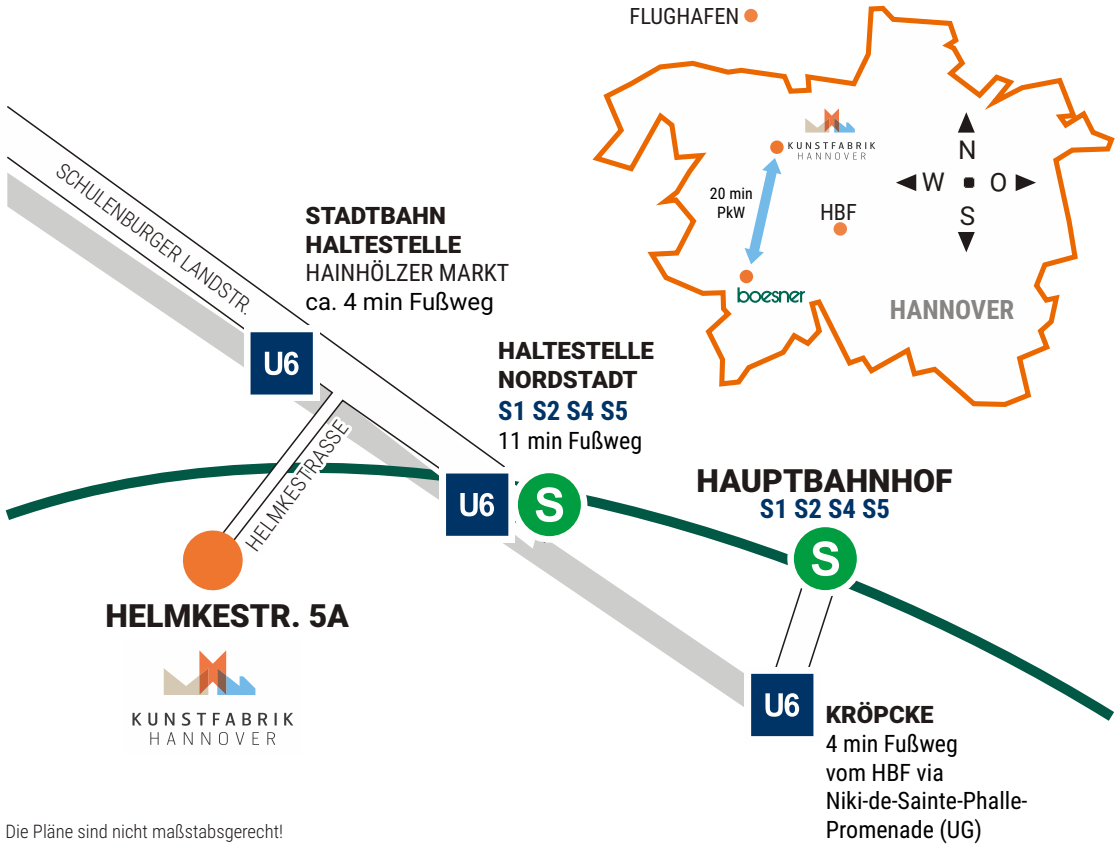 FLUGHAFEN
KUNSTFABRIK
HANNOVER
N
W O
S
20 min
PkW
HBF
boesner
HANNOVER
SCHULENBURGER LANDSTR.
STADTBAHN
HALTESTELLE
HAINHÖLZER MARKT
ca. 4 min Fußweg
U6
HALTESTELLE
NORDSTADT
S1 S2 S4 S5
11 min Fußweg
HELMKESTRASSE
U6
S
HAUPTBAHNHOF
S1 S2 S4 S5
S
HELMKESTR. 5A
KUNSTFABRIK
HANNOVER
U6
KRÖPCKE
4 min Fußweg
vom HBF via
Niki-de-Sainte-Phalle-
Promenade (UG)
Die Pläne sind nicht maßstabsgerecht!